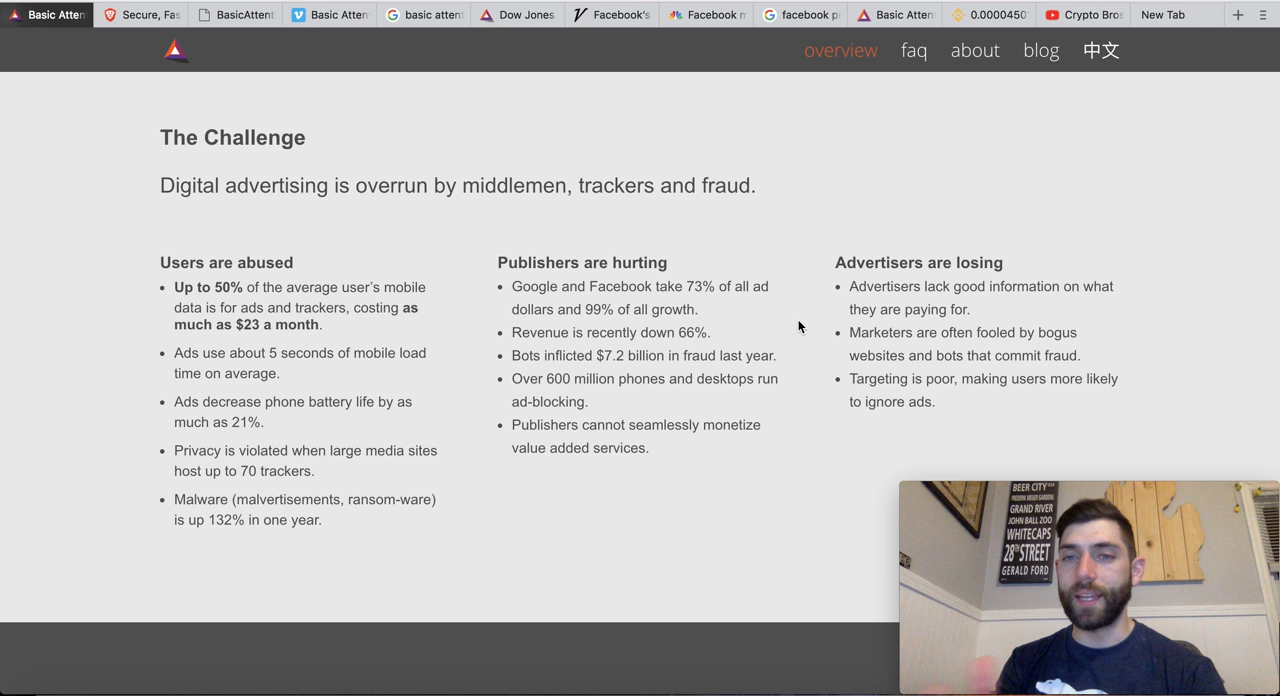 Basic Atten
Secure, Fas
BasicAttent
Basic Atten
basic attent
Dow Jones
Facebook's
Facebook n
facebook p
Basic Atten
0.0000450
Crypto Bros
New Tab
overview
faq
about
blog
中文
The Challenge
Digital advertising is overrun by middlemen, trackers and fraud.
Users are abused
Up to 50% of the average user's mobile
data is for ads and trackers, costing as
much as $23 a month.
Ads use about 5 seconds of mobile load
time on average.
Ads decrease phone battery life by as
much as 21%.
Privacy is violated when large media sites
host up to 70 trackers.
Malware (malvertisements, ransom-ware)
is up 132% in one year.
Publishers are hurting
Google and Facebook take 73% of all ad
dollars and 99% of all growth.
Revenue is recently down 66%.
Bots inflicted $7.2 billion in fraud last year.
Over 600 million phones and desktops run
ad-blocking.
Publishers cannot seamlessly monetize
value added services.
Advertisers are losing
Advertisers lack good information on what
they are paying for.
Marketers are often fooled by bogus
websites and bots that commit fraud.
Targeting is poor, making users more likely
to ignore ads.
BEER CITY
GRAND RIVER
JOHN BALL ZOO
WHITECAPS
28TH STREET
GERALD FORD